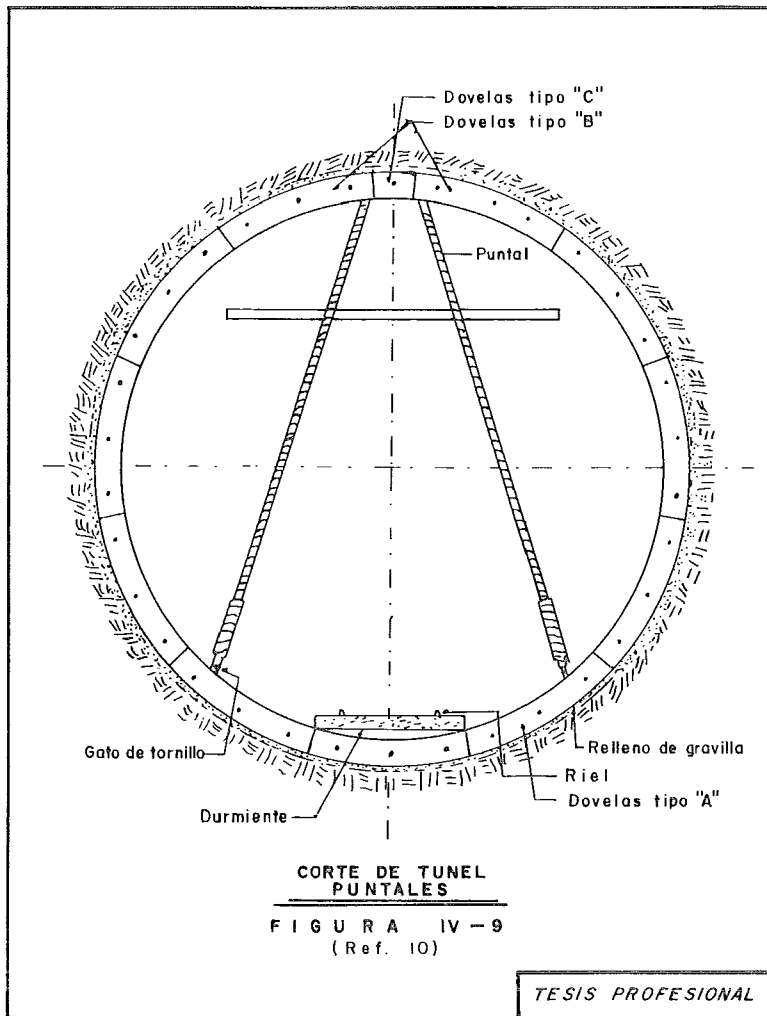 Dovelas tipo "C"
Dovelas tipo "B"
Puntal
Gato de tornillo
Relleno de gravilla
Riel
Durmiente
Dovelas tipo "A"
CORTE DE TUNEL
PUNTALES
FIGURA IV-9
(Ref. 10)
TESIS PROFESIONAL